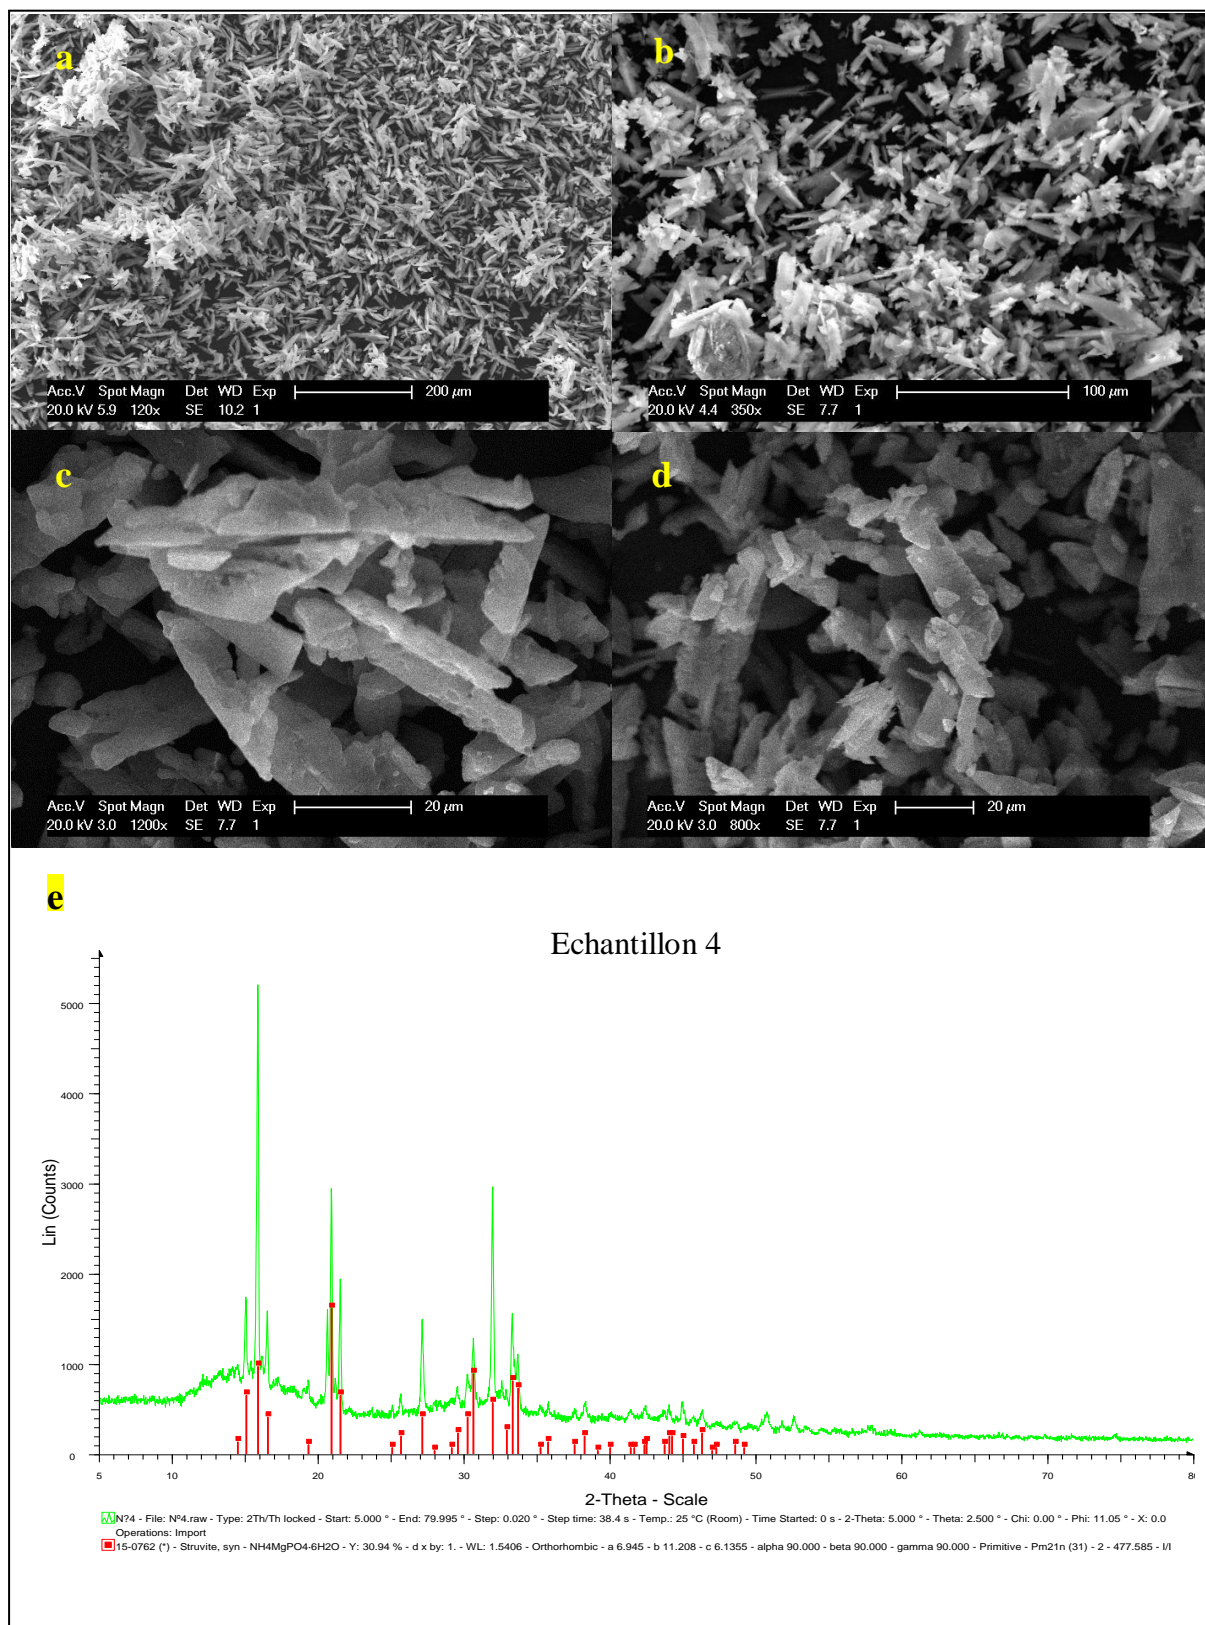 a
Acc.V Spot Magn Det WD Exp 200 μm
20.0 kV 5.9 120x SE 10.2 1
b
Acc.V Spot Magn Det WD Exp 100 μm
20.0 kV 4.4 350x SE 7.7 1
c
Acc.V Spot Magn Det WD Exp 20 μm
20.0 kV 3.0 1200x SE 7.7 1
d
Acc.V Spot Magn Det WD Exp 20 μm
20.0 kV 3.0 800x SE 7.7 1
e
Echantillon 4
Lin (Counts)
5000
4000
3000
2000
1000
0
5 10 20 30 40 50 60 70 80
2-Theta - Scale
N?4 - File: Nº4.raw - Type: 2Th/Th locked - Start: 5.000 ° - End: 79.995 ° - Step: 0.020 ° - Step time: 38.4 s - Temp.: 25 °C (Room) - Time Started: 0 s - 2-Theta: 5.000 ° - Theta: 2.500 ° - Chi: 0.00 ° - Phi: 11.05 ° - X: 0.0
Operations: Import
15-0762 (*) - Struvite, syn - NH4MgPO4·6H2O - Y: 30.94 % - d x by: 1. - WL: 1.5406 - Orthorhombic - a 6.945 - b 11.208 - c 6.1355 - alpha 90.000 - beta 90.000 - gamma 90.000 - Primitive - Pm21n (31) - 2 - 477.585 - I/I